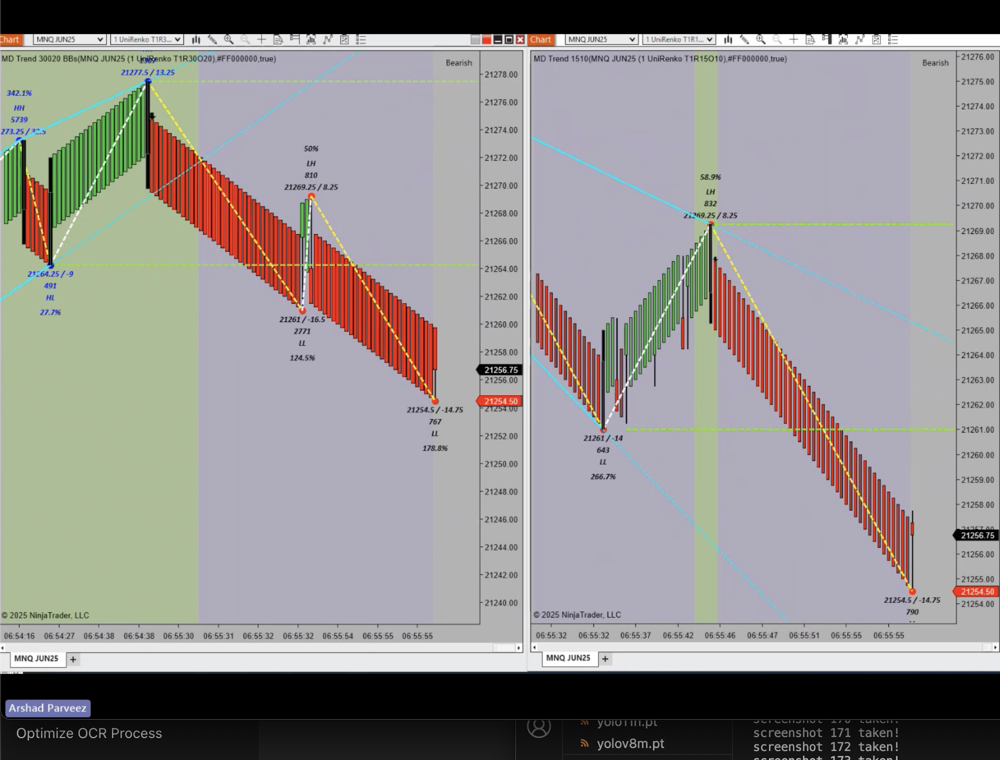 Chart
MNQ JUN25
1 UniRenko T1R3...
MD Trend 30020 BBs(MNQ JUN25 (1 UniRenko T1R30O20),#FF000000,true)
Bearish
21277.5 / 13.25
342.1%
HH
5739
21264.25 / -9
491
HL
27.7%
50%
LH
810
21269.25 / 8.25
21261 / -16.5
2771
LL
124.5%
21254.5 / -14.75
767
LL
178.8%
21278.00
21276.00
21274.00
21272.00
21270.00
21268.00
21266.00
21264.00
21262.00
21260.00
21258.00
21256.75
21256.00
21254.50
21254.00
21252.00
21250.00
21248.00
21246.00
21244.00
21242.00
21240.00
© 2025 NinjaTrader, LLC
06:54:16 06:54:27 06:54:38 06:54:38 06:55:30 06:55:31 06:55:32 06:55:32 06:55:54 06:55:55 06:55:55
MNQ JUN25 +
Chart
MNQ JUN25
1 UniRenko T1R1...
MD Trend 1510(MNQ JUN25 (1 UniRenko T1R15O10),#FF000000,true)
Bearish
58.9%
LH
832
21269.25 / 8.25
21261 / -14
643
LL
266.7%
21254.5 / -14.75
790
21276.00
21275.00
21274.00
21273.00
21272.00
21271.00
21270.00
21269.00
21268.00
21267.00
21266.00
21265.00
21264.00
21263.00
21262.00
21261.00
21260.00
21259.00
21258.00
21256.75
21256.00
21255.00
21254.50
21254.00
© 2025 NinjaTrader, LLC
06:55:32 06:55:32 06:55:37 06:55:42 06:55:46 06:55:47 06:55:51 06:55:55 06:55:55
MNQ JUN25 +
Arshad Parveez
Optimize OCR Process
yolo11n.pt
yolov8m.pt
screenshot 170 taken!
screenshot 171 taken!
screenshot 172 taken!
screenshot 173 taken!